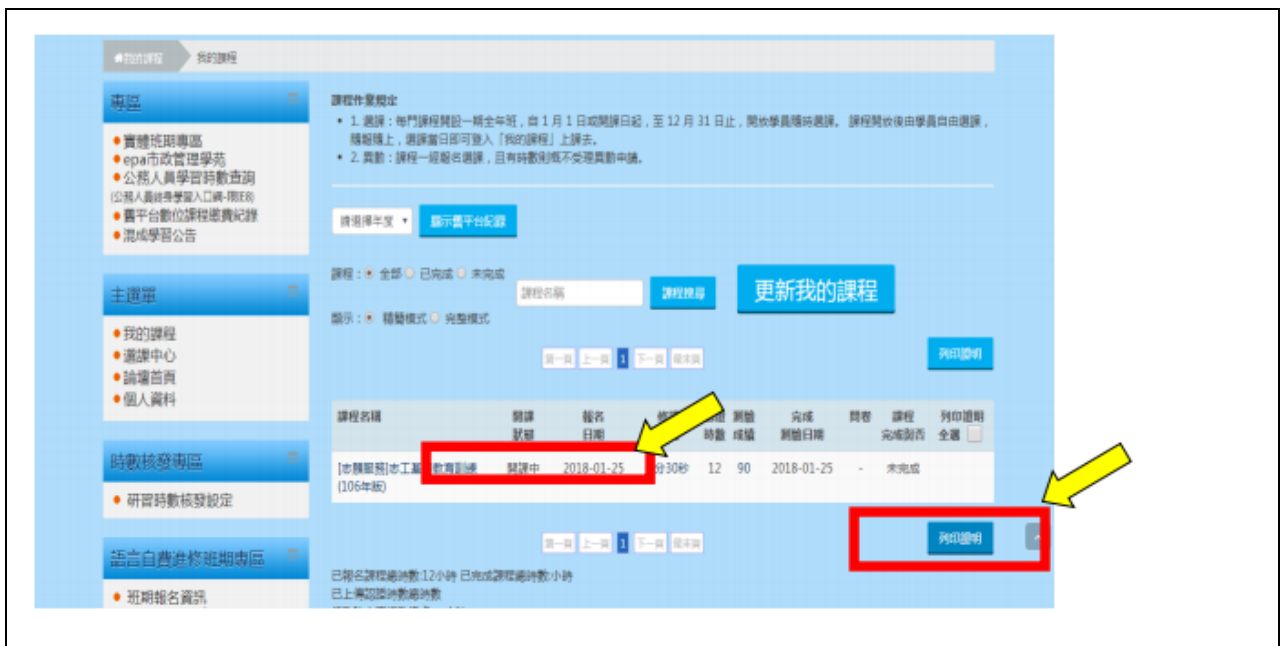 我的課程 我的課程
專區
實體班期專區
epa市政管理學苑
公務人員學習時數查詢
舊平台數位課程繳費紀錄
混成學習公告
主選單
我的課程
選課中心
論壇首頁
個人資料
時數核發專區
研習時數核發設定
語言自費進修班期專區
班期報名資訊
課程作業規定
1. 選課：每門課程開設一期全年班，自 1 月 1 日或開課日起，至 12 月 31 日止，開放學員隨時選課。 課程開放後由學員自由選課，
隨報隨上，選課當日即可登入「我的課程」上課去。
2. 異動：課程一經報名選課，且有時數則概不受理異動申請。
請選擇年度 顯示舊平台紀錄
課程： 全部 已完成 未完成
課程名稱 課程搜尋 更新我的課程
顯示： 精簡模式 完整模式
第一頁 上一頁 1 下一頁 最末頁
列印證明
課程名稱 開課狀態 報名日期 時數 測驗成績 完成測驗日期 問卷 課程完成與否 列印證明全選
[志願服務]志工基 教育訓練 開課中 2018-01-25 分30秒 12 90 2018-01-25 - 未完成
(106年版)
列印證明
第一頁 上一頁 1 下一頁 最末頁
已報名課程總時數:12小時 已完成課程總時數:小時
已上傳認證時數總時數